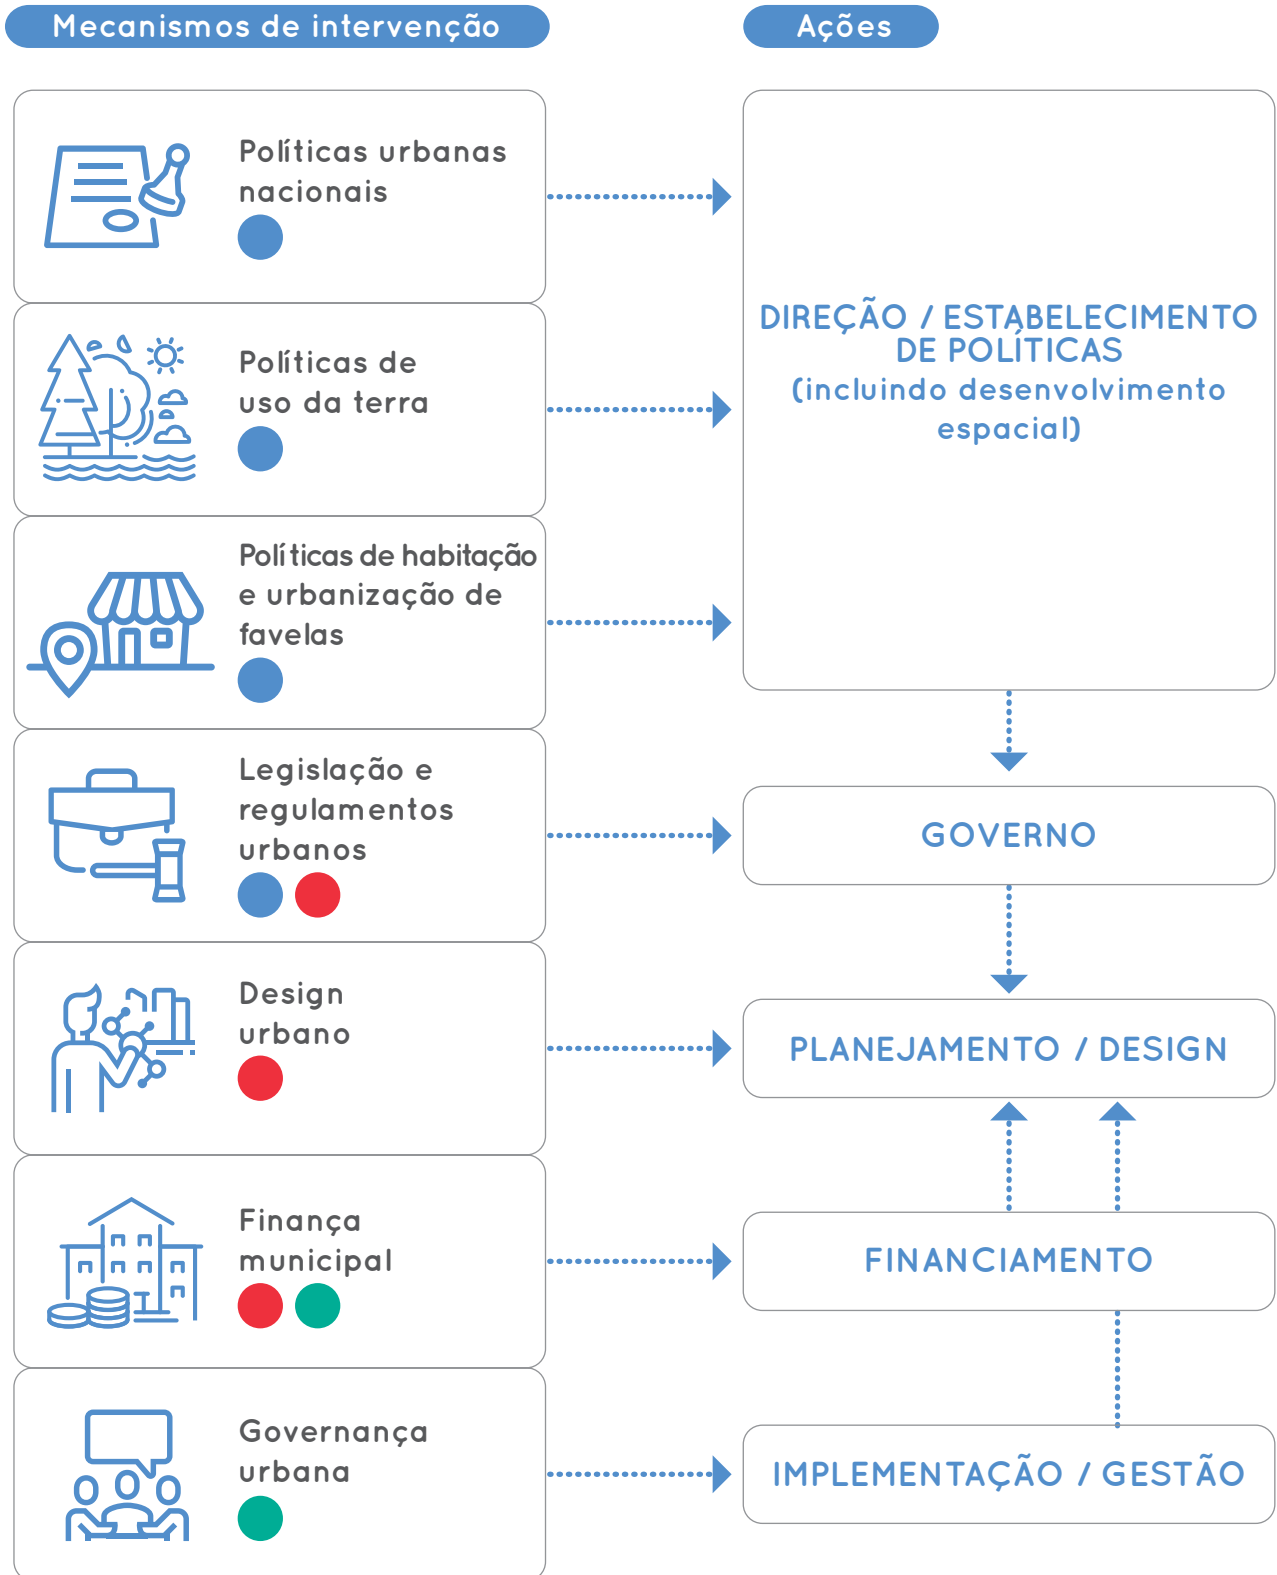 Mecanismos de intervenção
Ações
Políticas urbanas
nacionais
Políticas de
uso da terra
Políticas de habitação
e urbanização de
favelas
DIREÇÃO / ESTABELECIMENTO
DE POLÍTICAS
(incluindo desenvolvimento
espacial)
Legislação e
regulamentos
urbanos
GOVERNO
Design
urbano
PLANEJAMENTO / DESIGN
Finança
municipal
FINANCIAMENTO
Governança
urbana
IMPLEMENTAÇÃO / GESTÃO